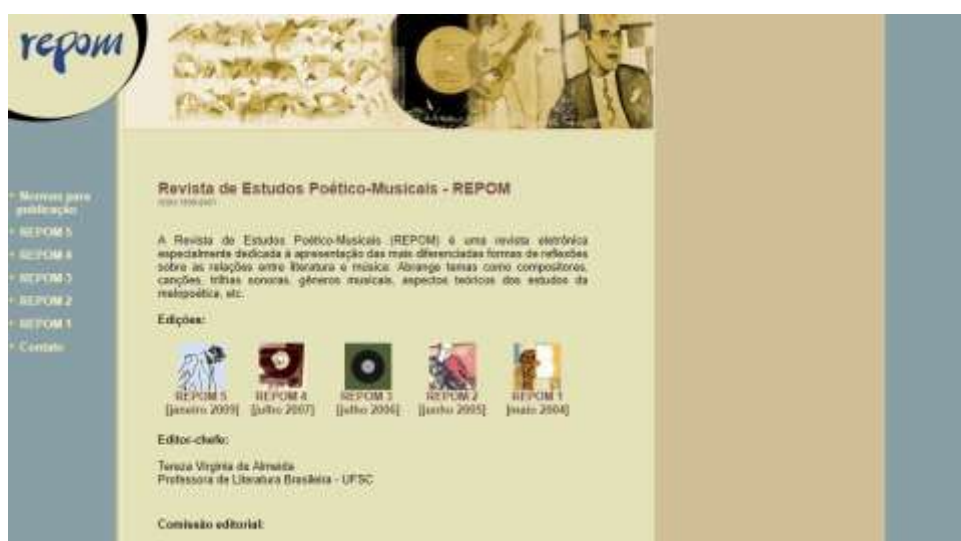 repom
Normas para
publicação
REPOM 5
REPOM 4
REPOM 3
REPOM 2
REPOM 1
Contato
Revista de Estudos Poético-Musicais - REPOM
A Revista de Estudos Poético-Musicais (REPOM) é uma revista eletrônica
especialmente dedicada à apresentação das mais diferenciadas formas de reflexões
sobre as relações entre literatura e música. Abrange temas como compositores,
canções, trilhas sonoras, gêneros musicais, aspectos teóricos dos estudos da
melopoética, etc.
Edições:
REPOM 5 REPOM 4 REPOM 3 REPOM 2 REPOM 1
[janeiro 2009] [julho 2007] [julho 2006] [junho 2005] [maio 2004]
Editor-chefe:
Tereza Virginia de Almeida
Professora de Literatura Brasileira - UFSC
Comissão editorial: